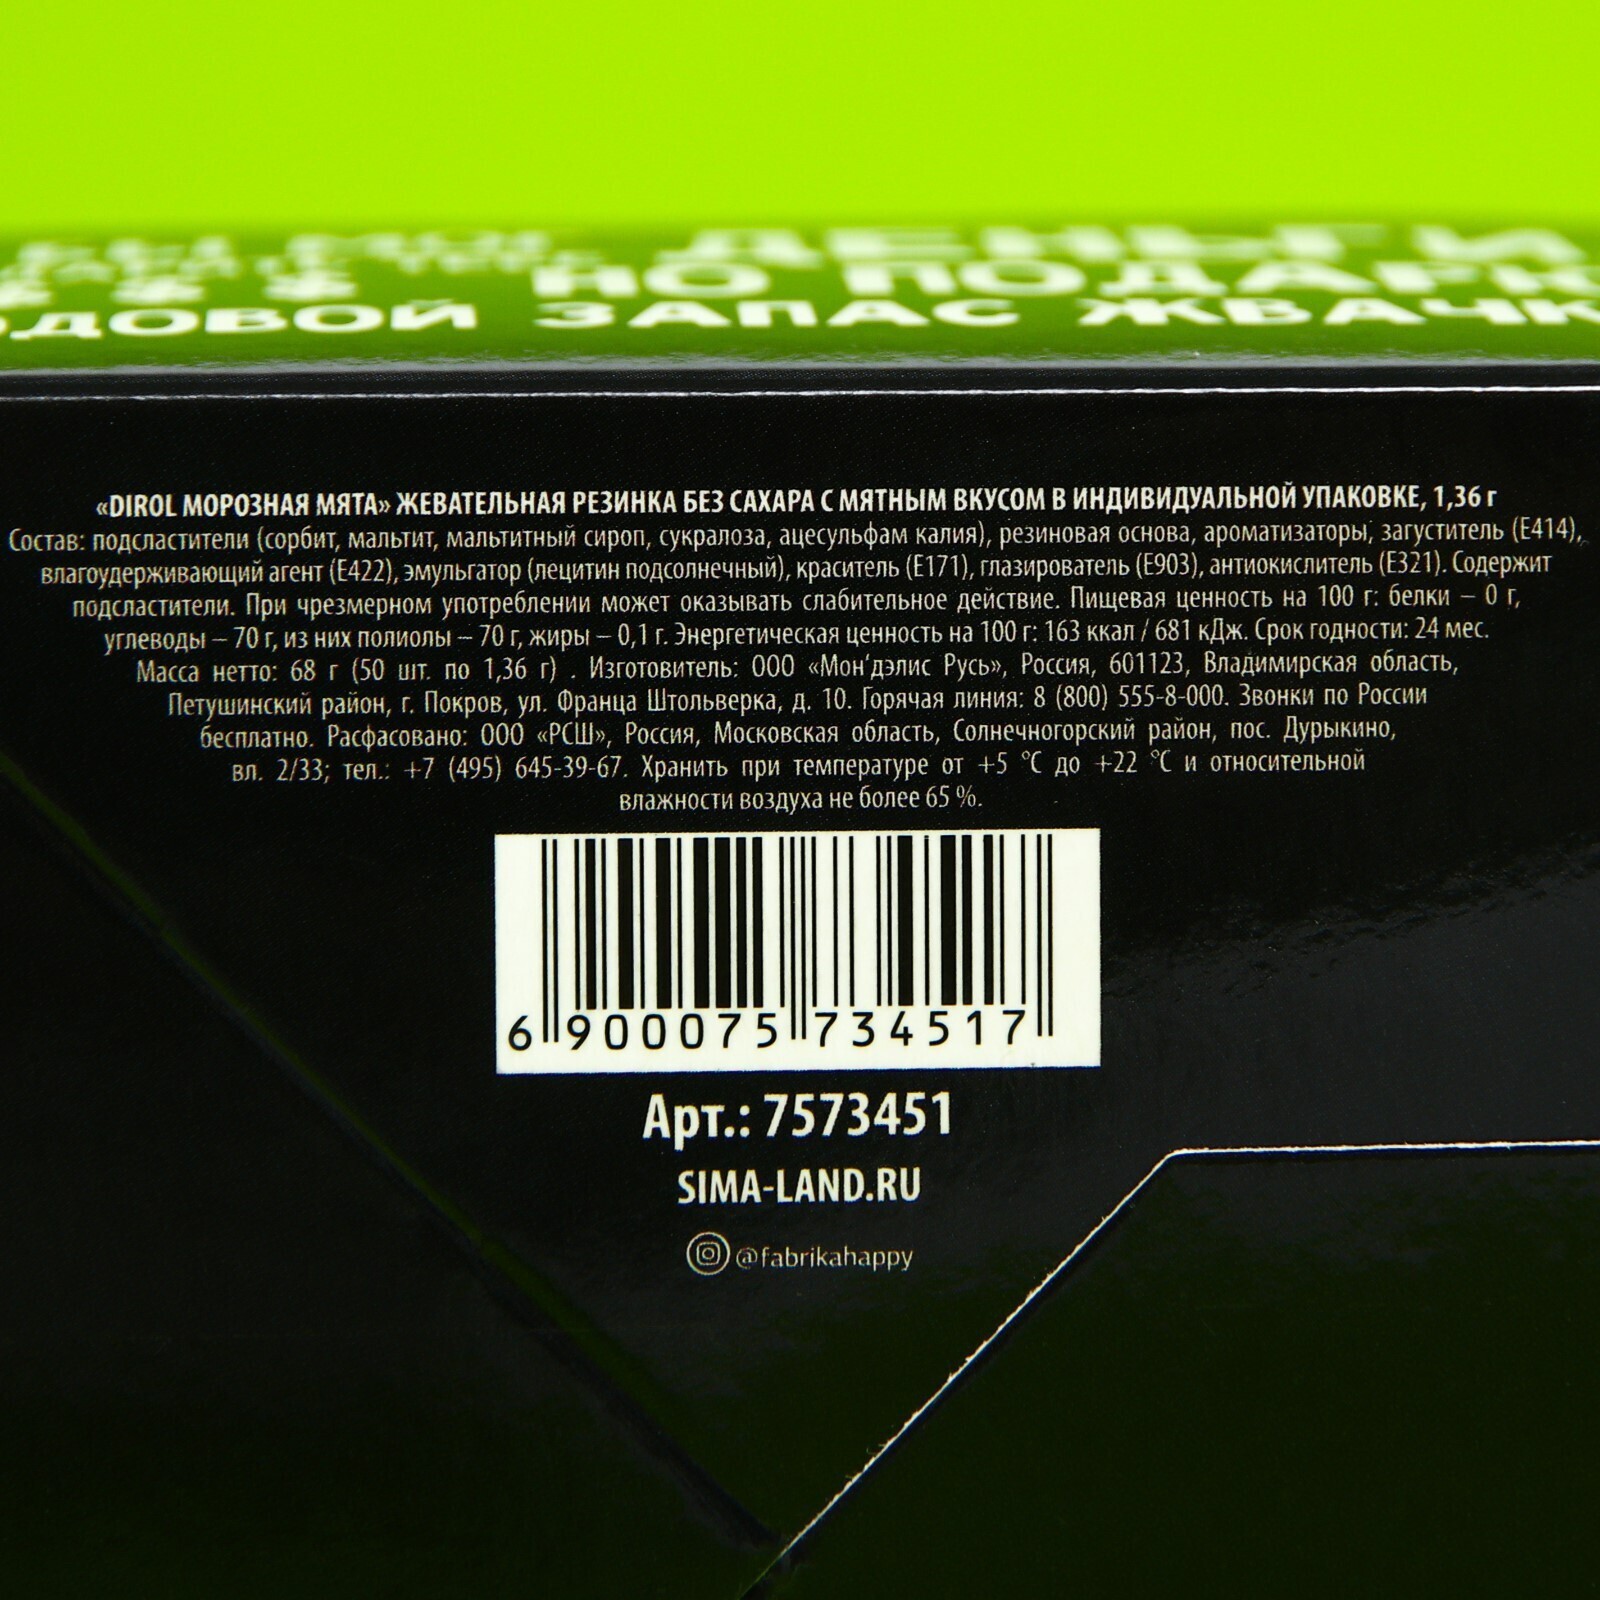 ДЕНЬГИ
НО ПОДАРК
ДОВОЙ ЗАПАС ЖВАЧК
«DIROL МОРОЗНАЯ МЯТА» ЖЕВАТЕЛЬНАЯ РЕЗИНКА БЕЗ САХАРА С МЯТНЫМ ВКУСОМ В ИНДИВИДУАЛЬНОЙ УПАКОВКЕ, 1,36 г
Состав: подсластители (сорбит, мальтит, мальтитный сироп, сукралоза, ацесульфам калия), резиновая основа, ароматизаторы, загуститель (Е414),
влагоудерживающий агент (Е422), эмульгатор (лецитин подсолнечный), краситель (Е171), глазирователь (Е903), антиокислитель (Е321). Содержит
подсластители. При чрезмерном употреблении может оказывать слабительное действие. Пищевая ценность на 100 г: белки – 0 г,
углеводы – 70 г, из них полиолы – 70 г, жиры – 0,1 г. Энергетическая ценность на 100 г: 163 ккал / 681 кДж. Срок годности: 24 мес.
Масса нетто: 68 г (50 шт. по 1,36 г) . Изготовитель: ООО «Мон'дэлис Русь», Россия, 601123, Владимирская область,
Петушинский район, г. Покров, ул. Франца Штольверка, д. 10. Горячая линия: 8 (800) 555-8-000. Звонки по России
бесплатно. Расфасовано: ООО «РСШ», Россия, Московская область, Солнечногорский район, пос. Дурыкино,
вл. 2/33; тел.: +7 (495) 645-39-67. Хранить при температуре от +5 °С до +22 °С и относительной
влажности воздуха не более 65 %.
6 900075 734517
Арт.: 7573451
SIMA-LAND.RU
@fabrikahappy